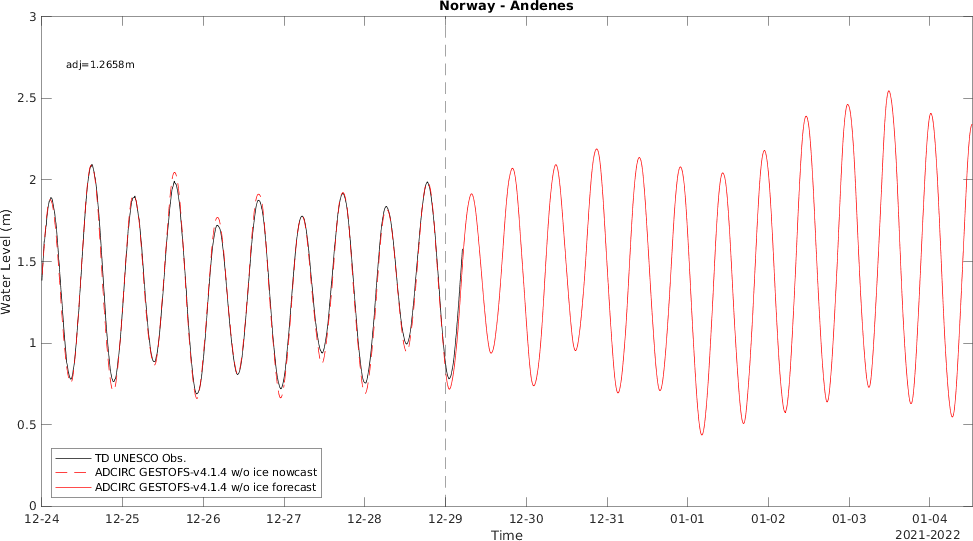 Norway - Andenes
3
2.5
2
1.5
1
0.5
0
Water Level (m)
adj=1.2658m
TD UNESCO Obs.
ADCIRC GESTOFS-v4.1.4 w/o ice nowcast
ADCIRC GESTOFS-v4.1.4 w/o ice forecast
12-24 12-25 12-26 12-27 12-28 12-29 12-30 12-31 01-01 01-02 01-03 01-04
Time
2021-2022